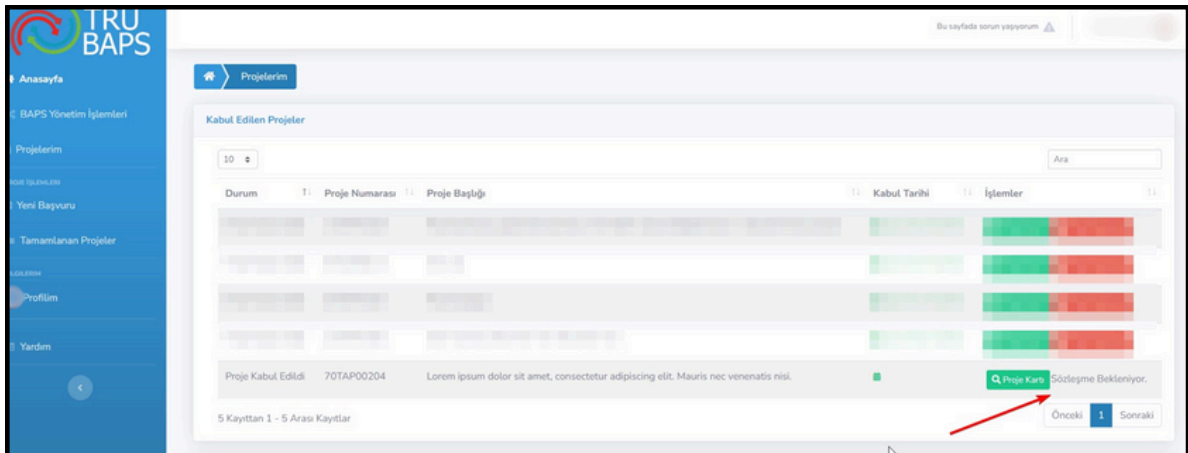 TRU
BAPS
Bu sayfada sorun yaşıyorum
Anasayfa
Projelerim
BAPS Yönetim İşlemleri
Kabul Edilen Projeler
Projelerim
10
Ara
Durum Proje Numarası Proje Başlığı Kabul Tarihi İşlemler
Yeni Başvuru
Tamamlanan Projeler
Profilim
Yardım
Proje Kabul Edildi 70TAP00204 Lorem ipsum dolor sit amet, consectetur adipiscing elit. Mauris nec venenatis nisi. Proje Kartı Sözleşme Bekleniyor.
5 Kayıttan 1 - 5 Arası Kayıtlar
Önceki 1 Sonraki